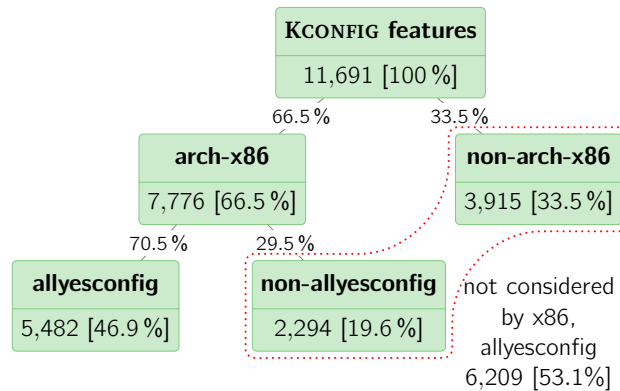 KCONFIG features
11,691 [100 %]
66.5 %
33.5 %
arch-x86
7,776 [66.5 %]
non-arch-x86
3,915 [33.5 %]
70.5 %
29.5 %
allyesconfig
5,482 [46.9 %]
non-allyesconfig
2,294 [19.6 %]
not considered
by x86,
allyesconfig
6,209 [53.1%]